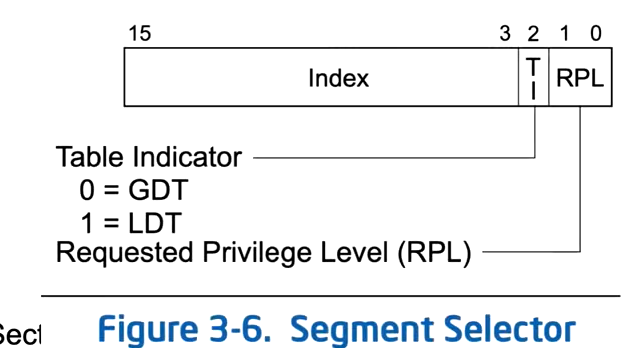 15 3 2 1 0
Index TI RPL
Table Indicator
0 = GDT
1 = LDT
Requested Privilege Level (RPL)
Figure 3-6. Segment Selector